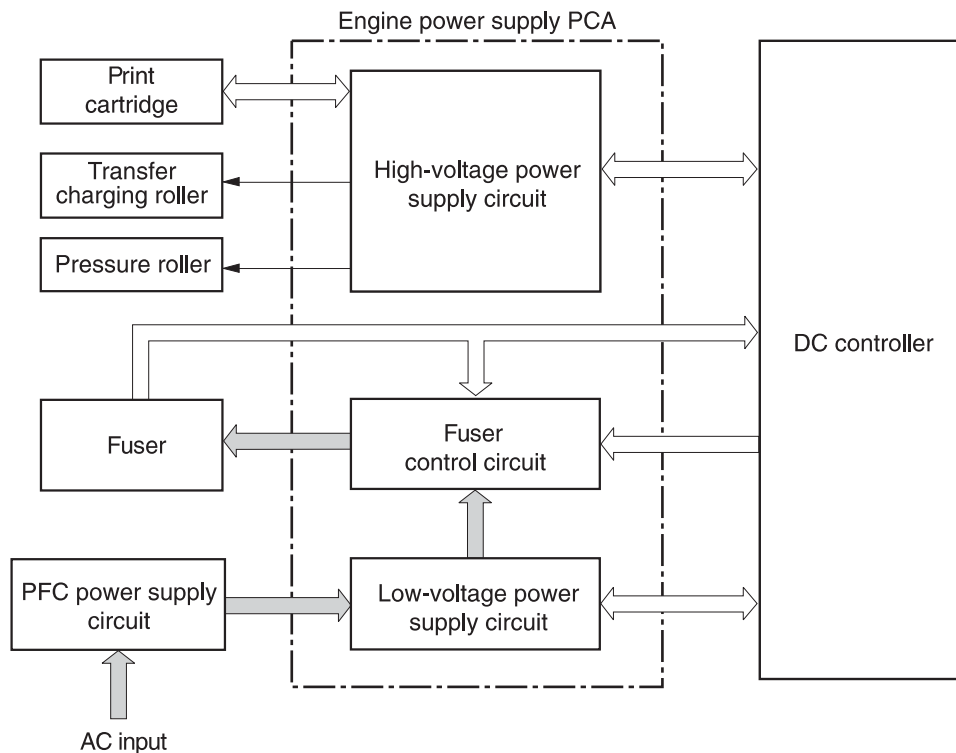 Engine power supply PCA
Print
cartridge
Transfer
charging roller
Pressure roller
High-voltage power
supply circuit
DC controller
Fuser
Fuser
control circuit
PFC power supply
circuit
Low-voltage power
supply circuit
AC input